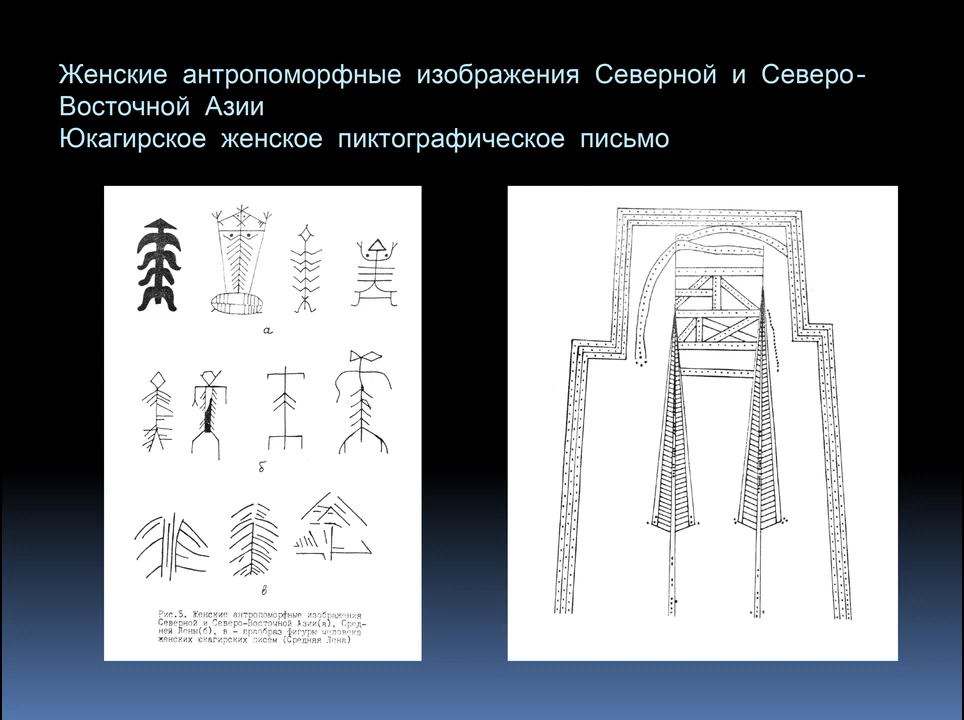 Женские антропоморфные изображения Северной и Северо-
Восточной Азии
Юкагирское женское пиктографическое письмо
а
б
в
Рис.5. Женские антропоморфные изображения
Северной и Северо-Восточной Азии(а), Сред-
ней Лены(б), в - прообраз фигуры человека
женских юкагирских писем (Средняя Лена)